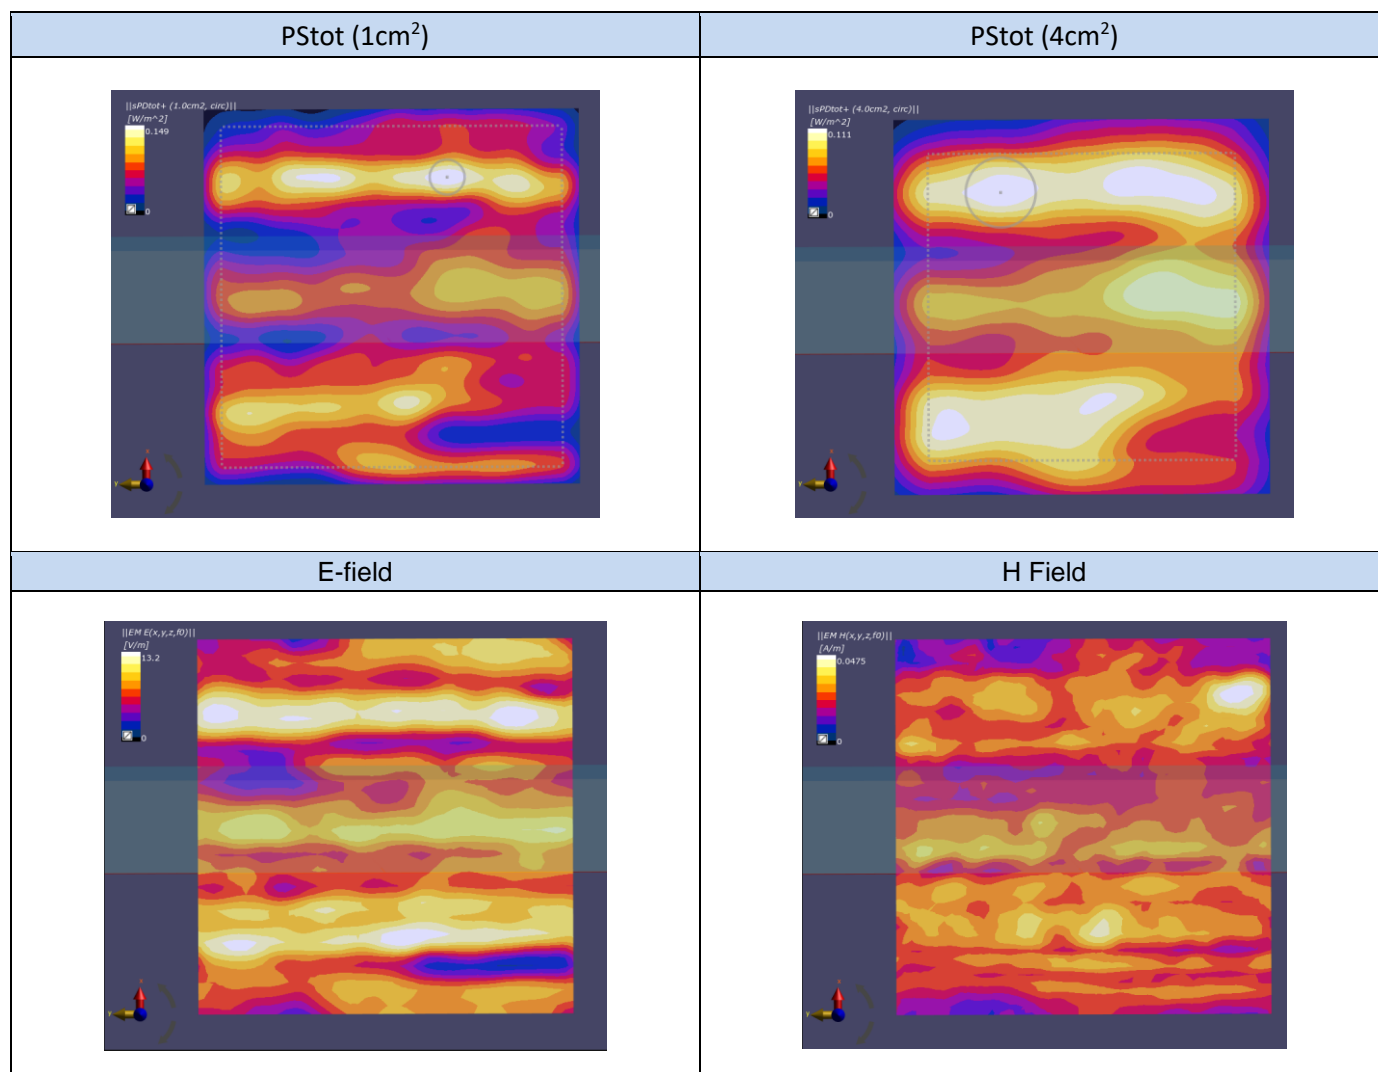 PStot (1cm²)
PStot (4cm²)
||sPDtot+ (1.0cm2, circ)||
[W/m^2]
0.149
0
||sPDtot+ (4.0cm2, circ)||
[W/m^2]
0.111
0
E-field
H Field
||EM E(x,y,z,f0)||
[V/m]
13.2
0
||EM H(x,y,z,f0)||
[A/m]
0.0475
0